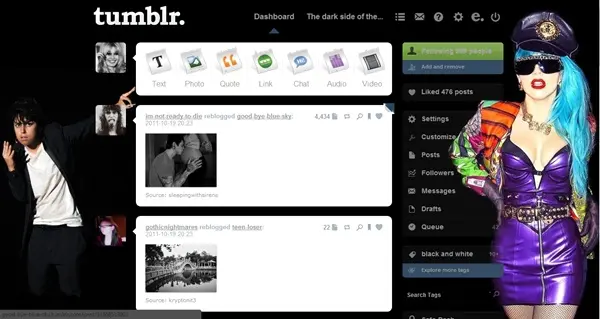 tumblr.
Dashboard The dark side of the...
Text Photo Quote Link Chat Audio Video
im-not-ready-to-die reblogged good-bye-blue-sky: 4,434
2011-10-19 20:23
Source: sleepingwithsirens
gothicnightmares reblogged teen-loser: 22
2011-10-19 20:23
Source: krypton43
Following 889 people
Add and remove
Liked 476 posts
Settings
Customize
Posts
Followers
Messages
Drafts
Queue
black and white 10+
Explore more tags
Search Tags